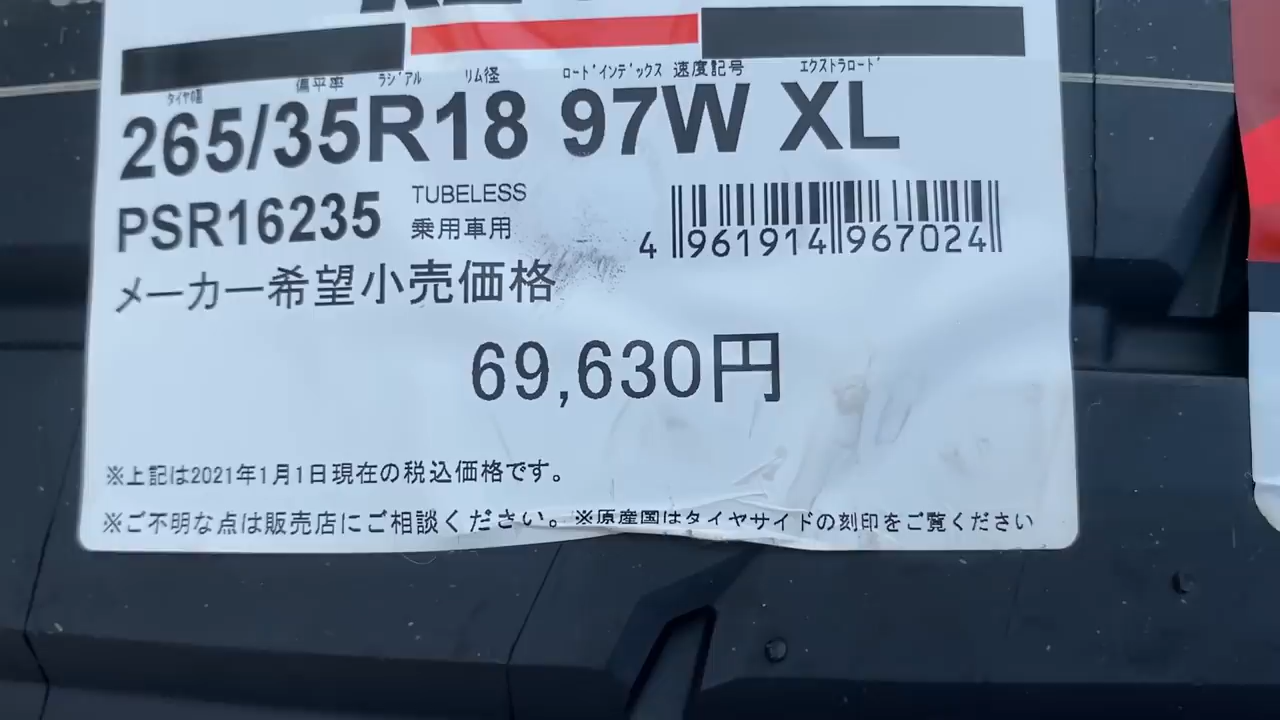 タイヤの幅 偏平率 ラジアル リム径 ロードインデックス 速度記号 エクストラロード
265/35R18 97W XL
PSR16235
TUBELESS
乗用車用
4 961914 967024
メーカー希望小売価格
69,630円
※上記は2021年1月1日現在の税込価格です。
※ご不明な点は販売店にご相談ください。※原産国はタイヤサイドの刻印をご覧ください